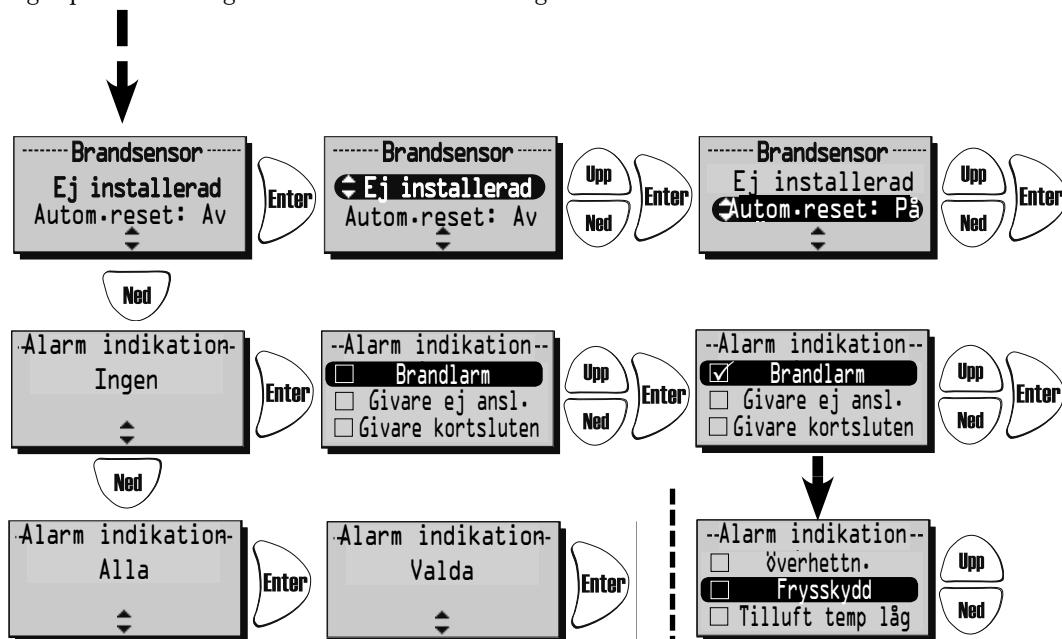 Brandsensor
Ej installerad
Autom.reset: Av
Enter
Brandsensor
Ej installerad
Autom.reset: Av
Upp
Ned
Enter
Brandsensor
Ej installerad
Autom.reset: På
Upp
Ned
Enter
Ned
-Alarm indikation-
Ingen
Enter
--Alarm indikation--
Brandlarm
Givare ej ansl.
Givare kortsluten
Upp
Ned
Enter
--Alarm indikation--
Brandlarm
Givare ej ansl.
Givare kortsluten
Upp
Ned
Enter
Ned
-Alarm indikation-
Alla
Enter
-Alarm indikation-
Valda
Enter
--Alarm indikation--
överhettn.
Frysskydd
Tilluft temp låg
Upp
Ned